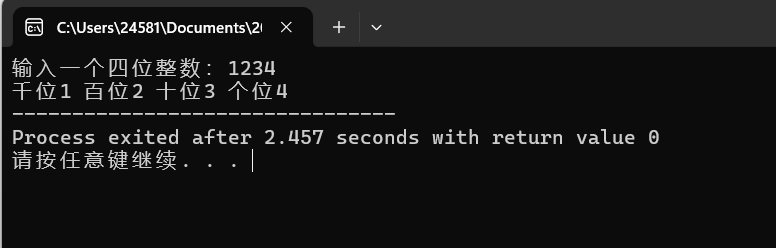 C:\Users\24581\Documents\20
输入一个四位整数: 1234
千位1 百位2 十位3 个位4
--------------------------------
Process exited after 2.457 seconds with return value 0
请按任意键继续. . .